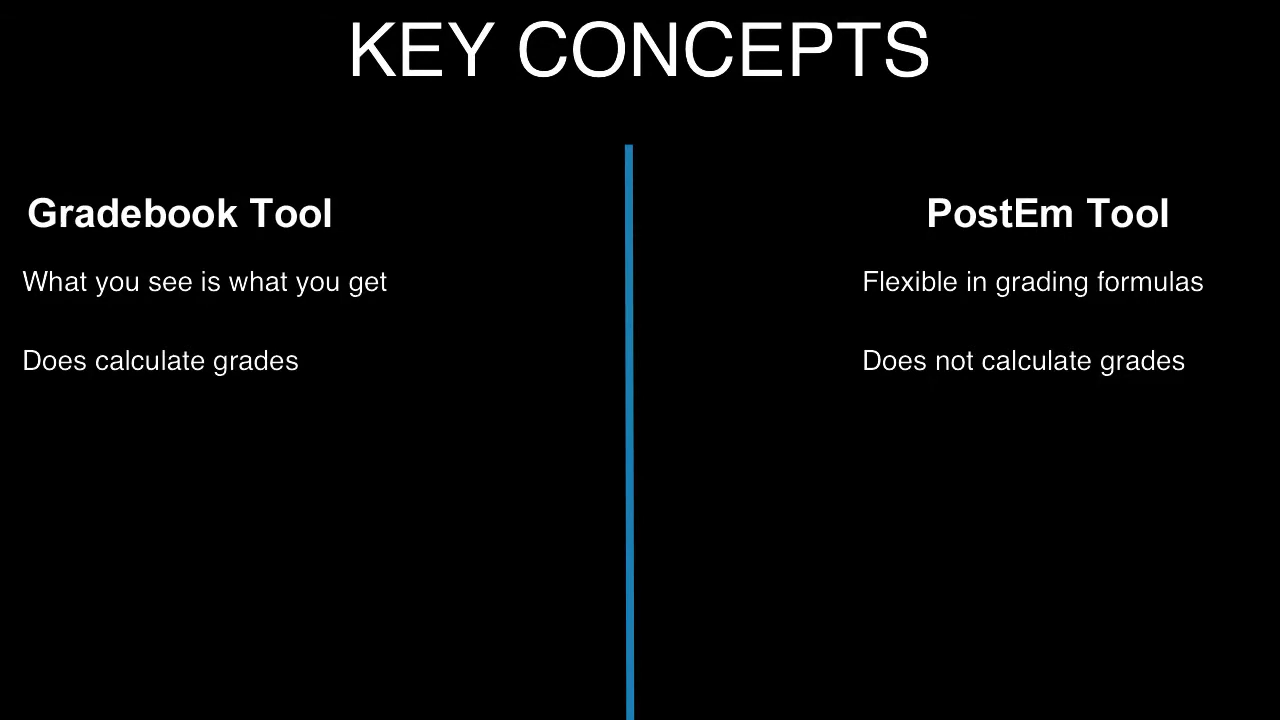 KEY CONCEPTS
Gradebook Tool
What you see is what you get
Does calculate grades
PostEm Tool
Flexible in grading formulas
Does not calculate grades